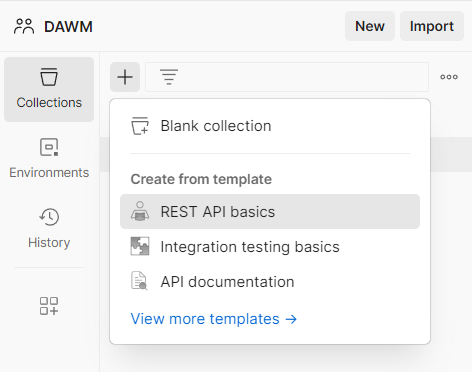 DAWM
New
Import
Collections
Blank collection
Environments
Create from template
REST API basics
History
Integration testing basics
API documentation
View more templates →